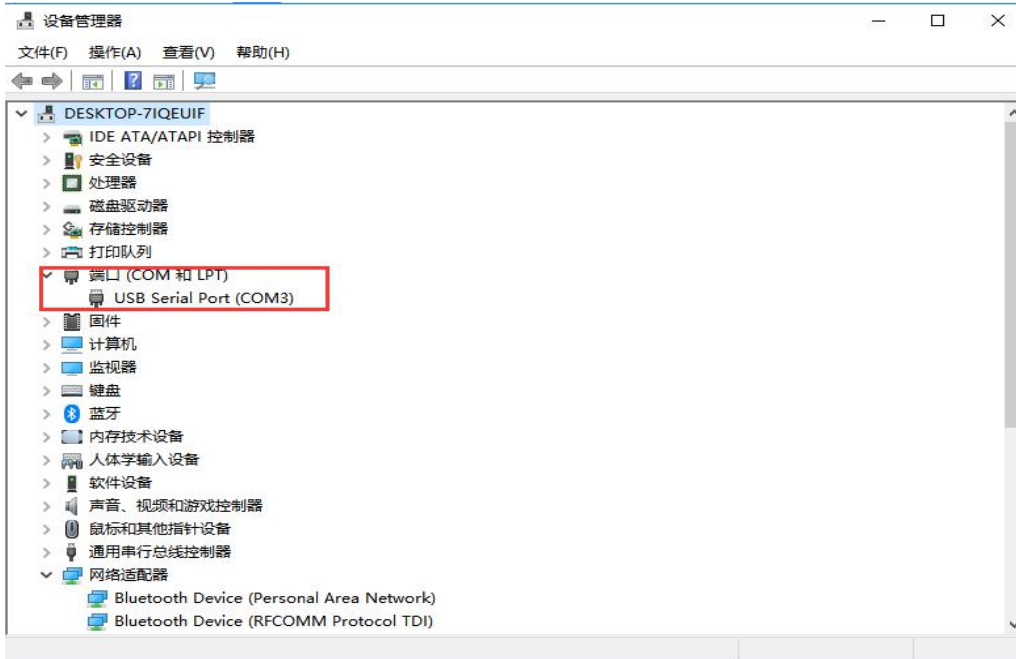 设备管理器
文件(F) 操作(A) 查看(V) 帮助(H)
DESKTOP-7IQEUIF
IDE ATA/ATAPI 控制器
安全设备
处理器
磁盘驱动器
存储控制器
打印队列
端口 (COM 和 LPT)
USB Serial Port (COM3)
固件
计算机
监视器
键盘
蓝牙
内存技术设备
人体学输入设备
软件设备
声音、视频和游戏控制器
鼠标和其他指针设备
通用串行总线控制器
网络适配器
Bluetooth Device (Personal Area Network)
Bluetooth Device (RFCOMM Protocol TDI)